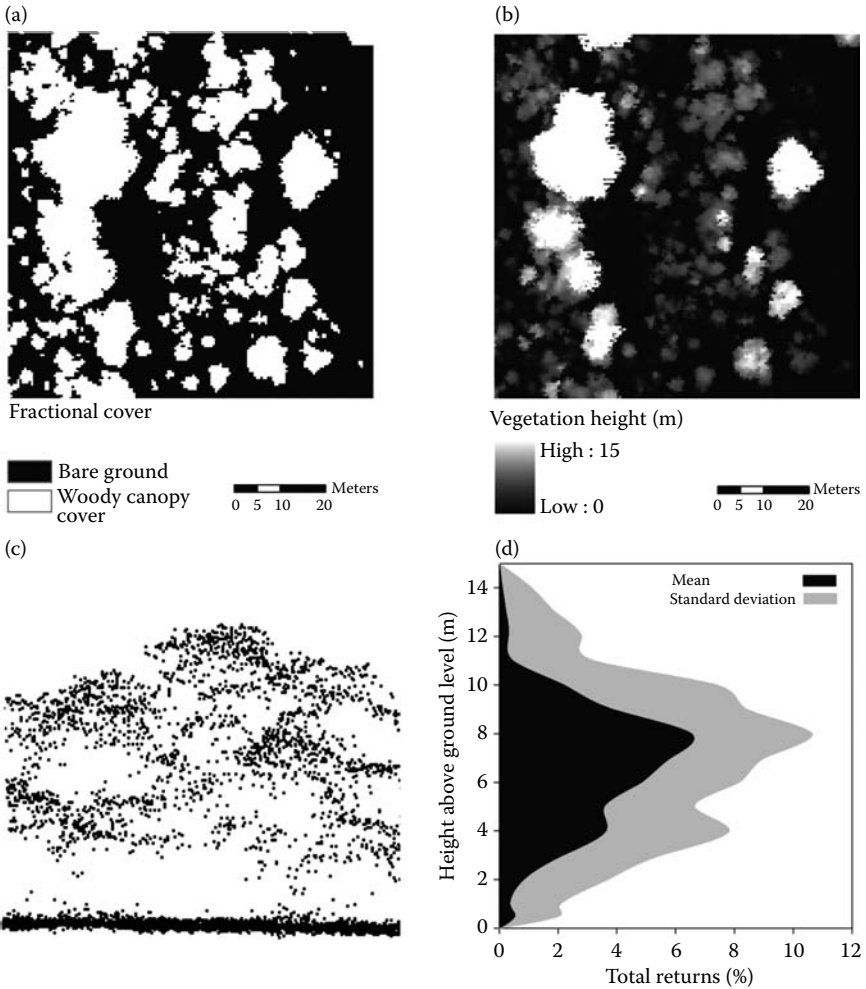 (a)
(b)
Fractional cover
Bare ground
Woody canopy
cover
Meters
0 5 10 20
Vegetation height (m)
High : 15
Low : 0
Meters
0 5 10 20
(c)
(d)
Mean
Standard deviation
Height above ground level (m)
14
12
10
8
6
4
2
0
0 2 4 6 8 10 12
Total returns (%)